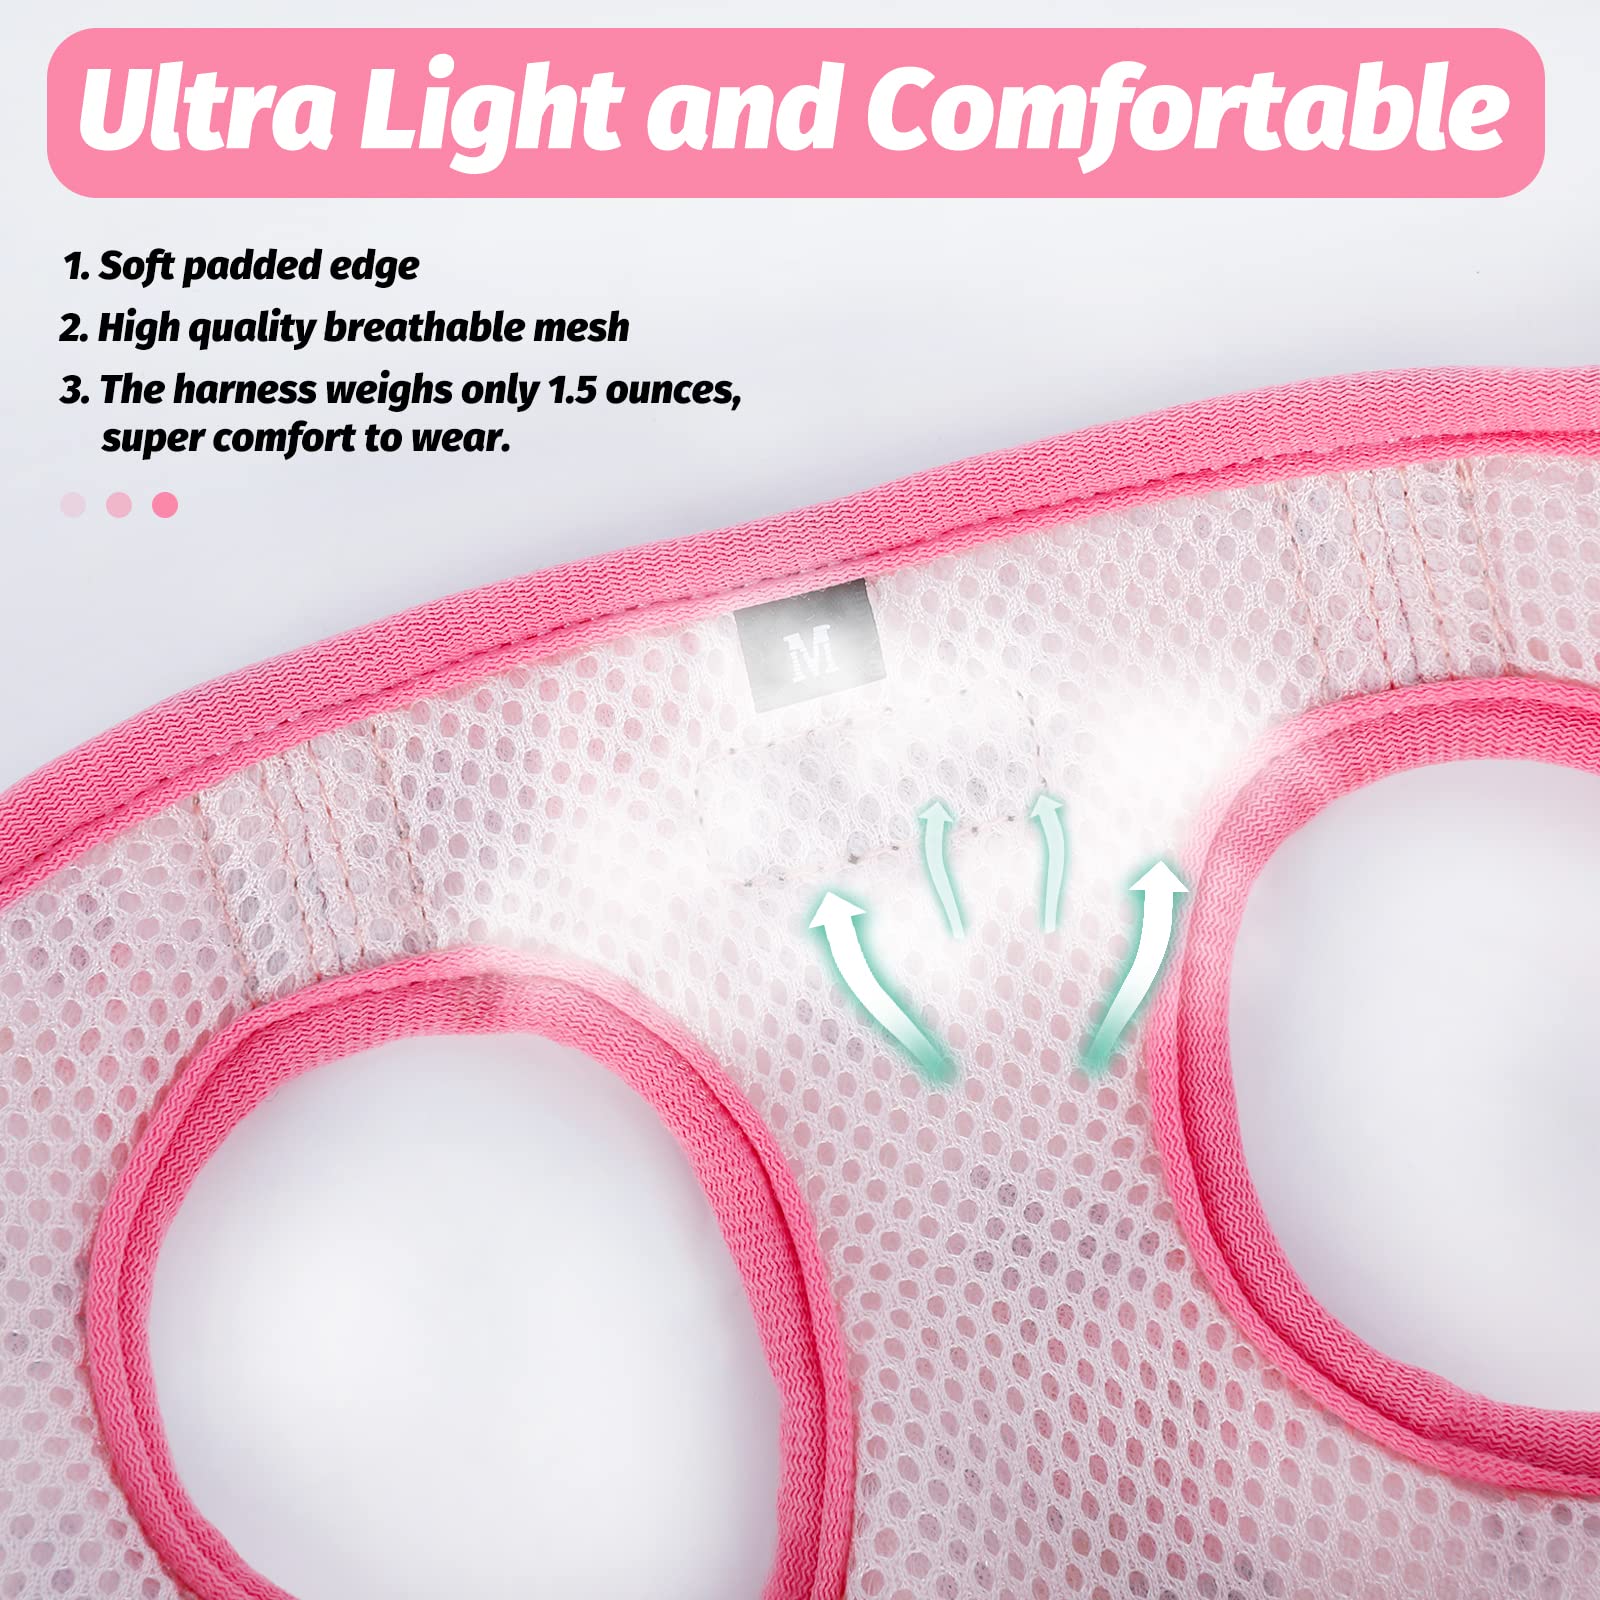 Ultra Light and Comfortable
1. Soft padded edge
2. High quality breathable mesh
3. The harness weighs only 1.5 ounces,
super comfort to wear.
M